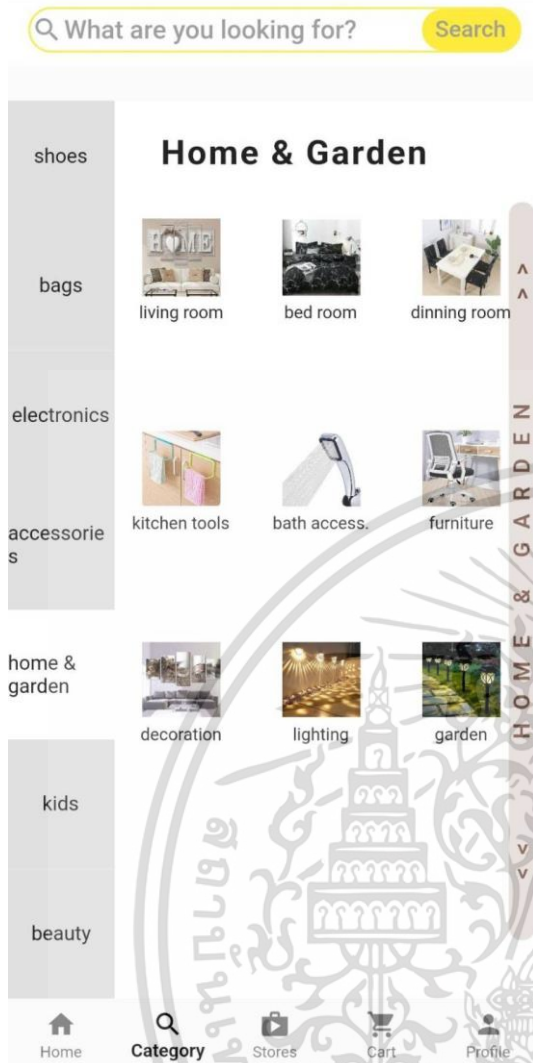 What are you looking for?
Search
shoes
bags
electronics
accessorie
s
home &
garden
kids
beauty
Home & Garden
HOME
living room
bed room
dinning room
kitchen tools
bath access.
furniture
decoration
lighting
garden
<< HOME & GARDEN >>
Home
Category
Stores
Cart
Profile